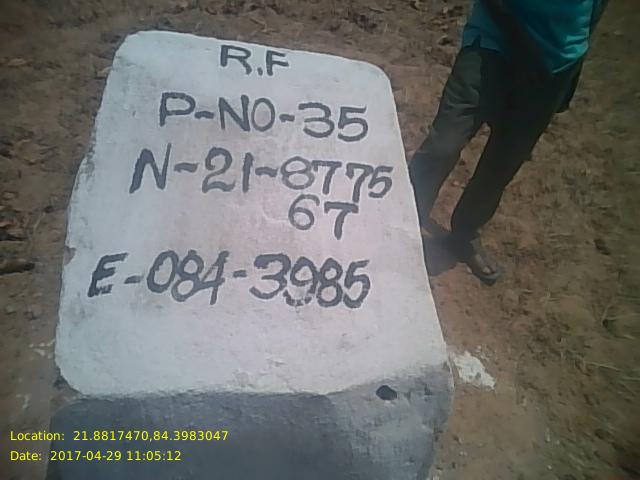 R.F
P-NO-35
N-21-8775
67
E-084-3985
Location: 21.8817470,84.3983047
Date: 2017-04-29 11:05:12